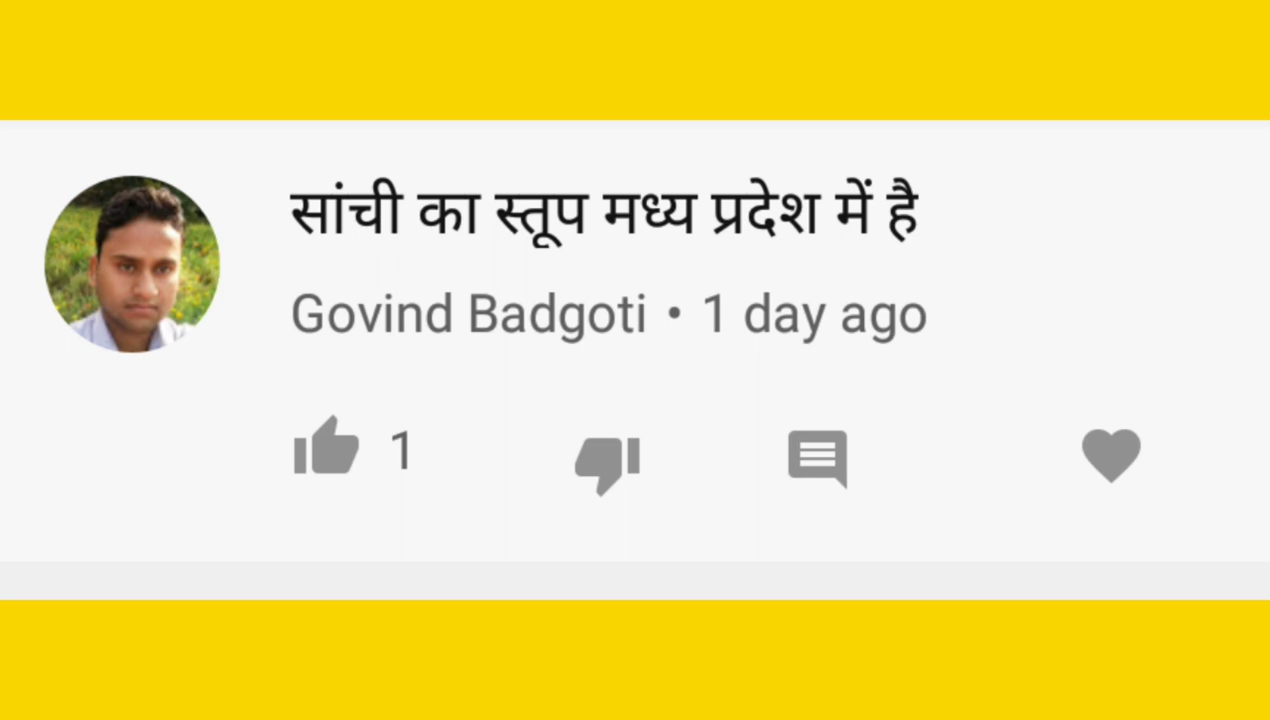 सांची का स्तूप मध्य प्रदेश में है
Govind Badgoti • 1 day ago
1